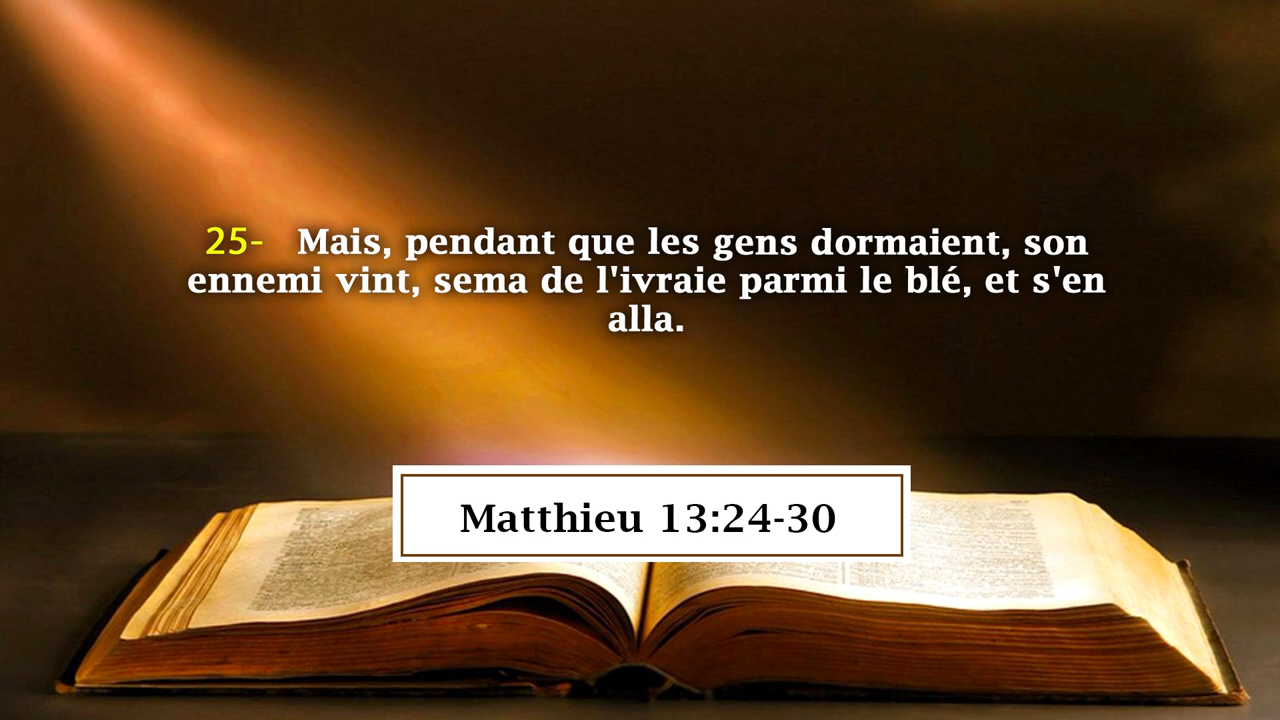 25- Mais, pendant que les gens dormaient, son
ennemi vint, sema de l'ivraie parmi le blé, et s'en
alla.
Matthieu 13:24-30